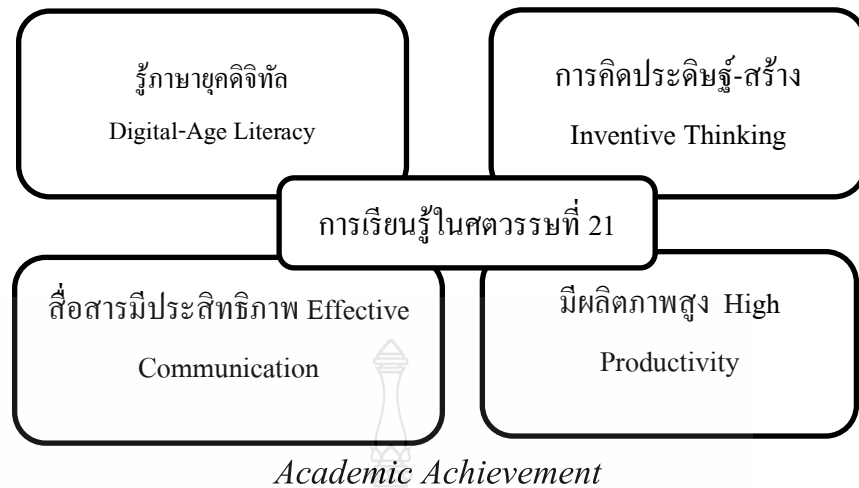 รู้ภาษายุคดิจิทัล
Digital-Age Literacy
การคิดประดิษฐ์-สร้าง
Inventive Thinking
การเรียนรู้ในศตวรรษที่ 21
สื่อสารมีประสิทธิภาพ Effective
Communication
มีผลิตภาพสูง High
Productivity
Academic Achievement